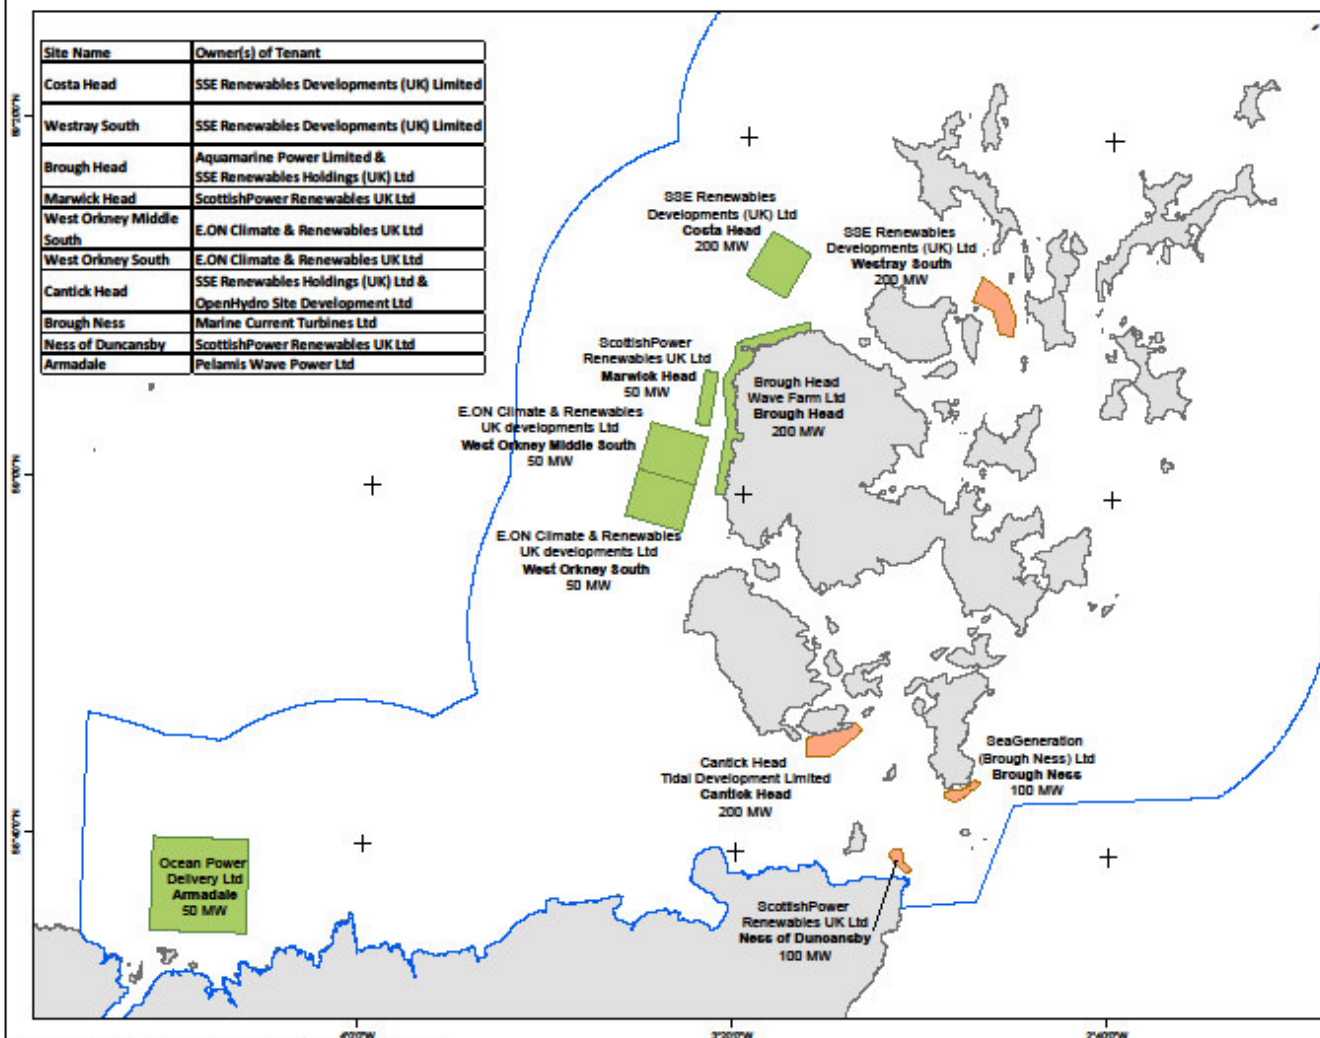 Site Name Owner(s) of Tenant
Costa Head SSE Renewables Developments (UK) Limited
Westray South SSE Renewables Developments (UK) Limited
Brough Head Aquamarine Power Limited &
SSE Renewables Holdings (UK) Ltd
Marwick Head ScottishPower Renewables UK Ltd
West Orkney Middle
South E.ON Climate & Renewables UK Ltd
West Orkney South E.ON Climate & Renewables UK Ltd
Cantick Head SSE Renewables Holdings (UK) Ltd &
OpenHydro Site Development Ltd
Brough Ness Marine Current Turbines Ltd
Ness of Duncansby ScottishPower Renewables UK Ltd
Armadale Pelamis Wave Power Ltd
SSE Renewables
Developments (UK) Ltd
Costa Head
200 MW
SSE Renewables
Developments (UK) Ltd
Westray South
200 MW
ScottishPower
Renewables UK Ltd
Marwick Head
50 MW
Brough Head
Wave Farm Ltd
Brough Head
200 MW
E.ON Climate & Renewables
UK developments Ltd
West Orkney Middle South
50 MW
E.ON Climate & Renewables
UK developments Ltd
West Orkney South
50 MW
Cantick Head
Tidal Development Limited
Cantick Head
200 MW
SeaGeneration
(Brough Ness) Ltd
Brough Ness
100 MW
Ocean Power
Delivery Ltd
Armadale
50 MW
ScottishPower
Renewables UK Ltd
Ness of Duncansby
100 MW